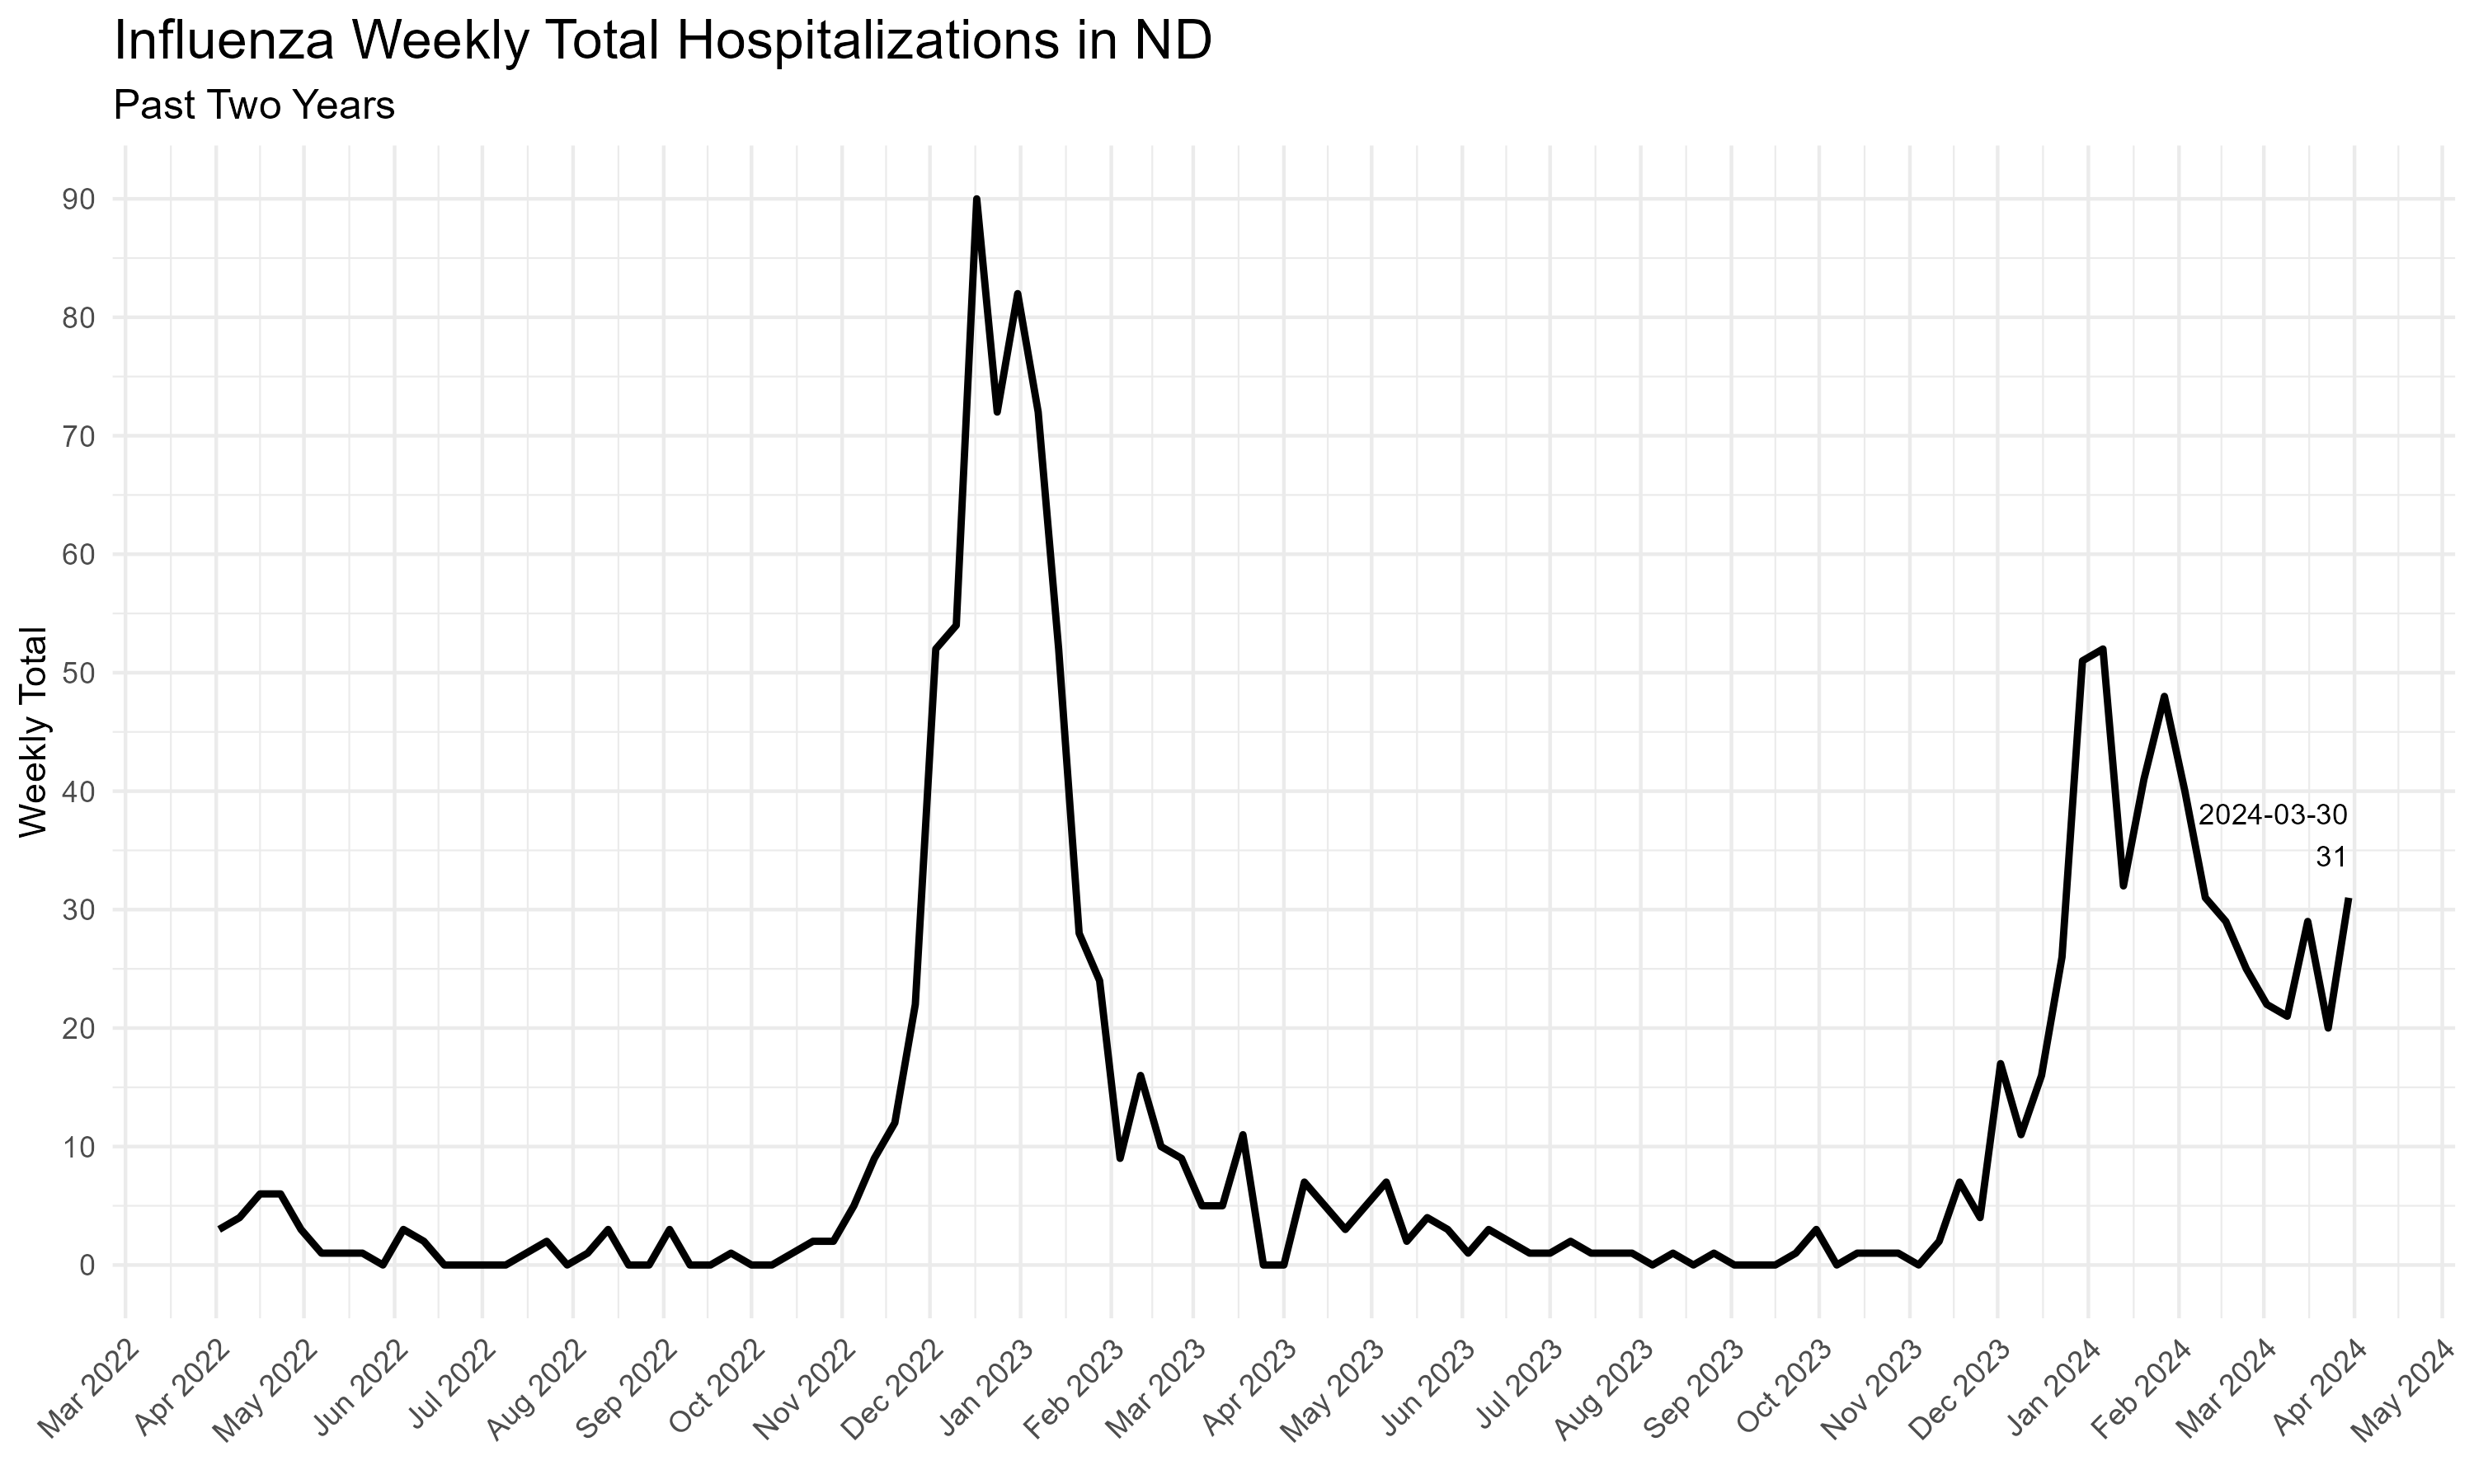 Influenza Weekly Total Hospitalizations in ND
Past Two Years
Weekly Total
90
80
70
60
50
40
30
20
10
0
2024-03-30
31
Mar 2022
Apr 2022
May 2022
Jun 2022
Jul 2022
Aug 2022
Sep 2022
Oct 2022
Nov 2022
Dec 2022
Jan 2023
Feb 2023
Mar 2023
Apr 2023
May 2023
Jun 2023
Jul 2023
Aug 2023
Sep 2023
Oct 2023
Nov 2023
Dec 2023
Jan 2024
Feb 2024
Mar 2024
Apr 2024
May 2024